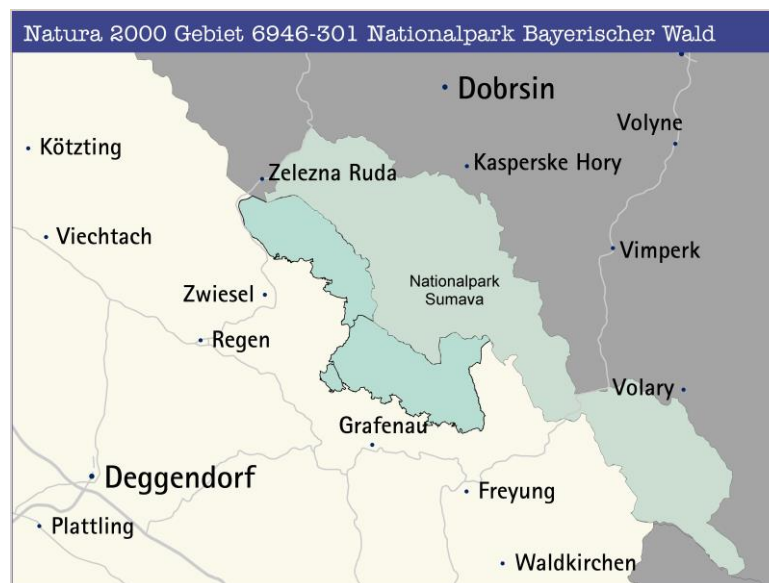 Natura 2000 Gebiet 6946-301 Nationalpark Bayerischer Wald
Dobrsin
Volyne
Kötzting
Kasperske Hory
Zelezna Ruda
Viechtach
Vimperk
Nationalpark
Sumava
Zwiesel
Regen
Volary
Grafenau
Deggendorf
Freyung
Plattling
Waldkirchen